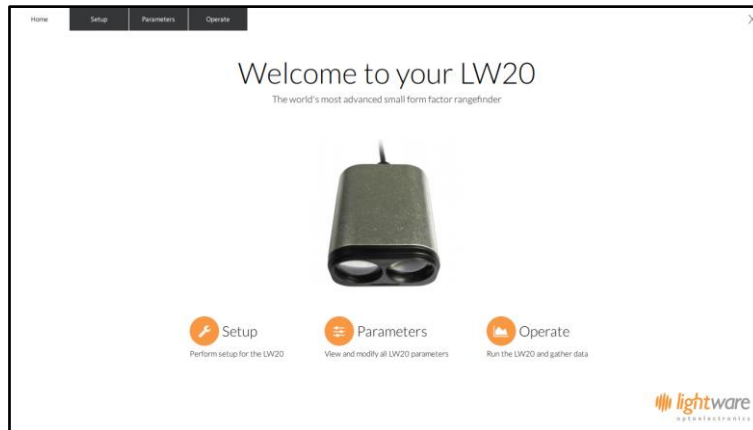 Home Setup Parameters Operate X
Welcome to your LW20
The world's most advanced small form factor rangefinder
Setup Parameters Operate
Perform setup for the LW20 View and modify all LW20 parameters Run the LW20 and gather data
lightware
optoelectronics